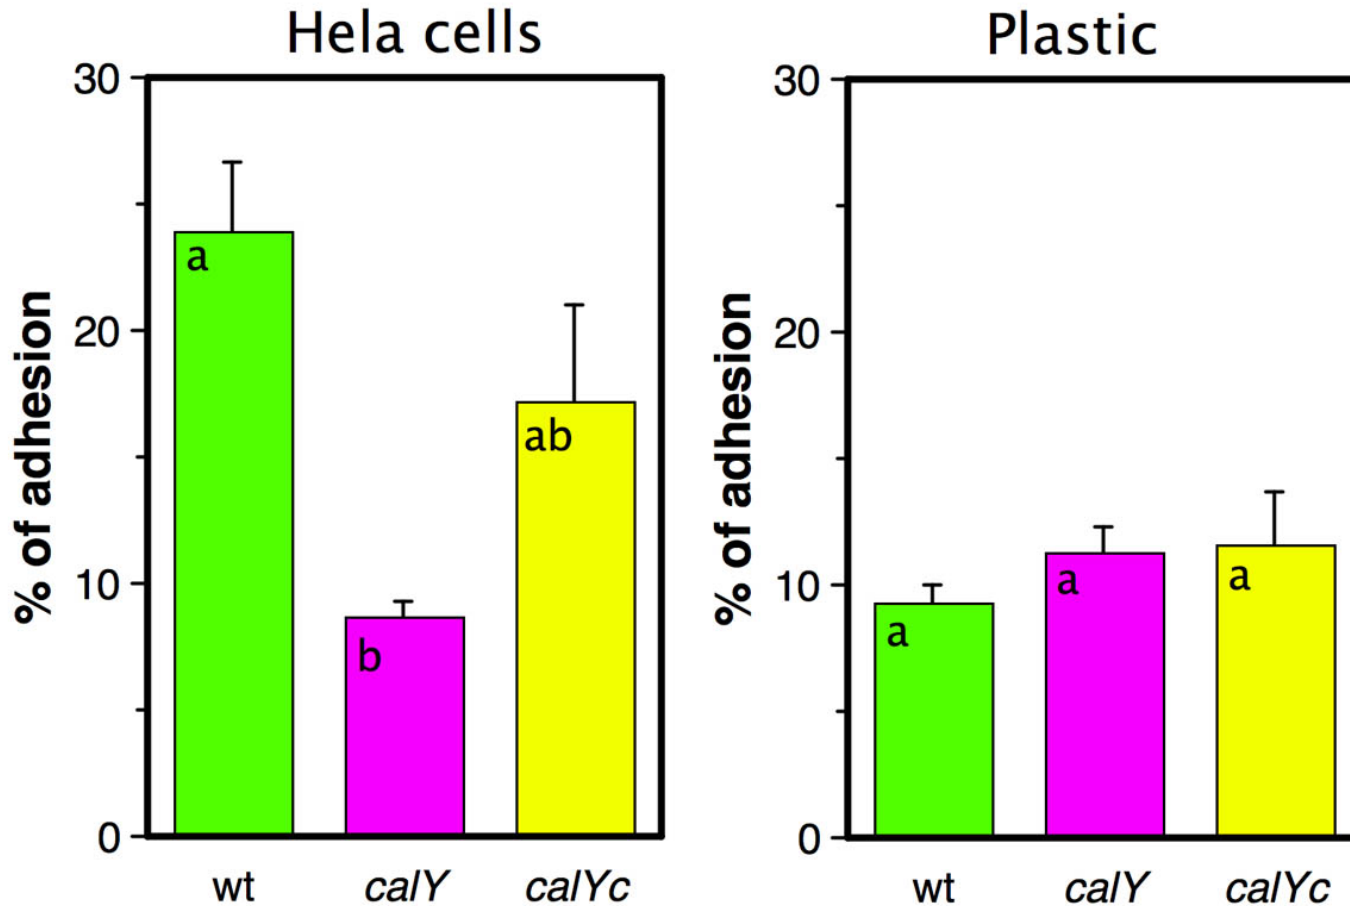 Hela cells
% of adhesion
30
20
10
0
a
b
ab
wt calY calYc
Plastic
% of adhesion
30
20
10
0
a
a
a
wt calY calYc